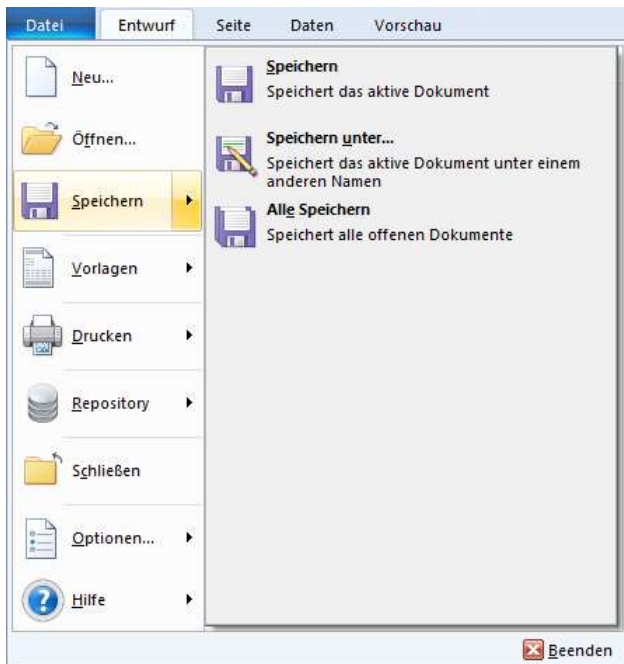 Datei Entwurf Seite Daten Vorschau
Neu...
Öffnen...
Speichern
Vorlagen
Drucken
Repository
Schließen
Optionen...
Hilfe
Speichern
Speichert das aktive Dokument
Speichern unter...
Speichert das aktive Dokument unter einem
anderen Namen
Alle Speichern
Speichert alle offenen Dokumente
Beenden